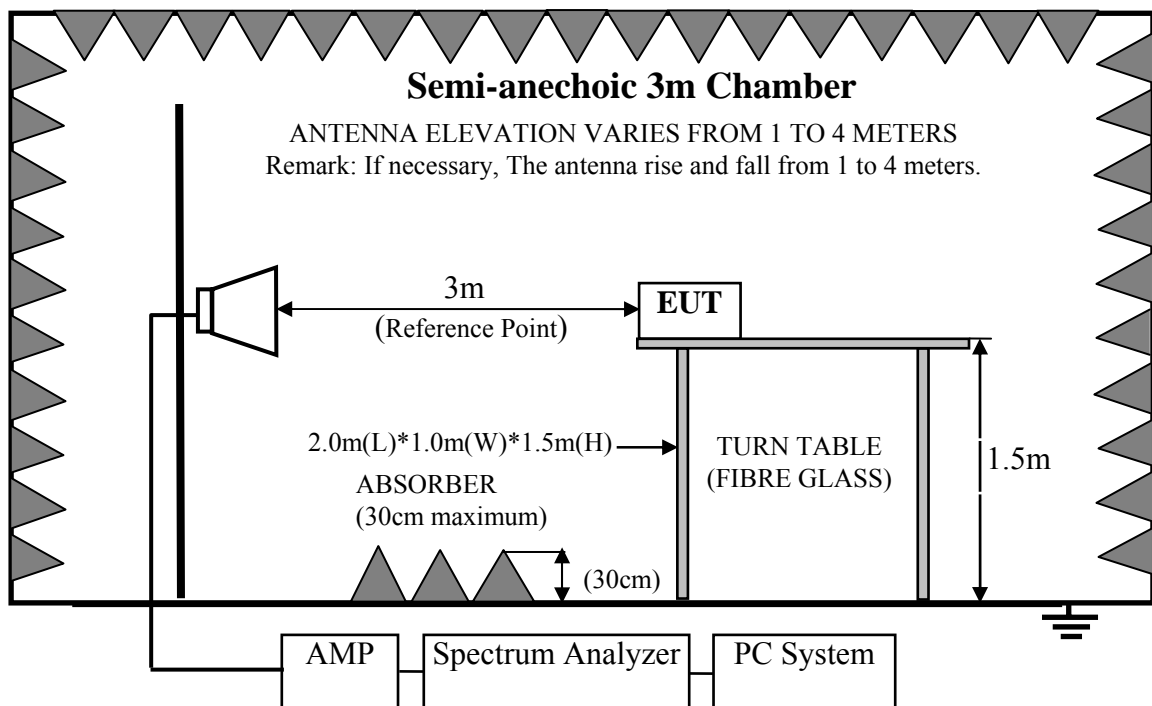 Semi-anechoic 3m Chamber
ANTENNA ELEVATION VARIES FROM 1 TO 4 METERS
Remark: If necessary, The antenna rise and fall from 1 to 4 meters.
3m
(Reference Point)
EUT
2.0m(L)*1.0m(W)*1.5m(H)
TURN TABLE
(FIBRE GLASS)
1.5m
ABSORBER
(30cm maximum)
(30cm)
AMP
Spectrum Analyzer
PC System